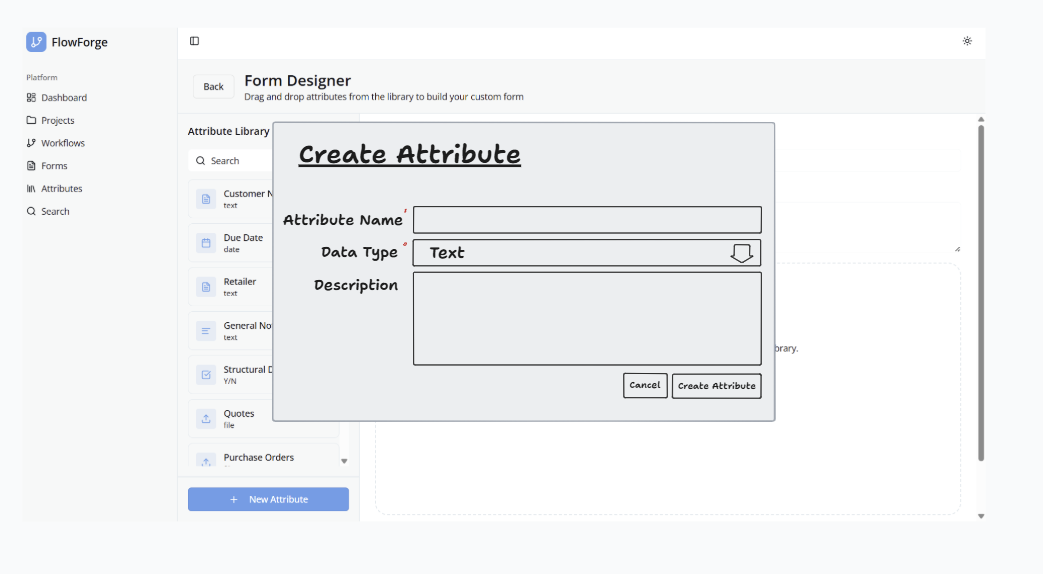 FlowForge
Platform
Dashboard
Projects
Workflows
Forms
Attributes
Search
Back
Form Designer
Drag and drop attributes from the library to build your custom form
Attribute Library
Search
Customer N
text
Due Date
date
Retailer
text
General No
text
Structural D
Y/N
Quotes
file
Purchase Orders
+ New Attribute
Create Attribute
Attribute Name
Data Type
Text
Description
Cancel
Create Attribute
brary.